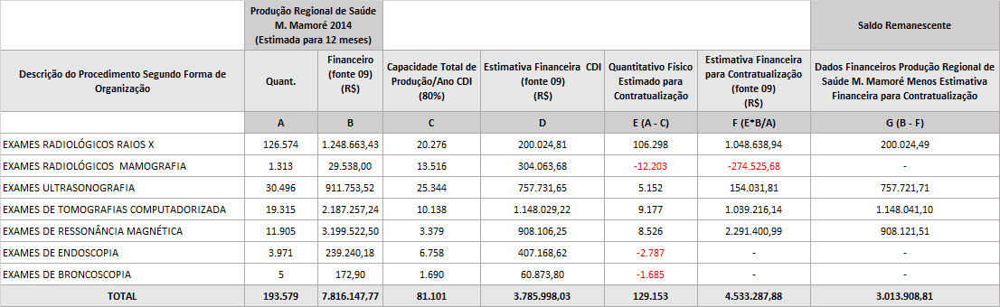 Produção Regional de Saúde
M. Mamoré 2014
(Estimada para 12 meses)
Saldo Remanescente
Descrição do Procedimento Segundo Forma de
Organização
Quant.
Financeiro
(fonte 09)
(R$)
Capacidade Total de
Produção/Ano CDI
(80%)
Estimativa Financeira CDI
(fonte 09)
(R$)
Quantitativo Físico
Estimado para
Contratualização
Estimativa Financeira
para Contratualização
(fonte 09)
(R$)
Dados Financeiros Produção Regional de
Saúde M. Mamoré Menos Estimativa
Financeira para Contratualização
A B C D E (A - C) F (E*B/A) G (B - F)
EXAMES RADIOLÓGICOS RAIOS X 126.574 1.248.663,43 20.276 200.024,81 106.298 1.048.638,94 200.024,49
EXAMES RADIOLÓGICOS MAMOGRAFIA 1.313 29.538,00 13.516 304.063,68 -12.203 -274.525,68 -
EXAMES ULTRASONOGRAFIA 30.496 911.753,52 25.344 757.731,65 5.152 154.031,81 757.721,71
EXAMES DE TOMOGRAFIAS COMPUTADORIZADA 19.315 2.187.257,24 10.138 1.148.029,22 9.177 1.039.216,14 1.148.041,10
EXAMES DE RESSONÂNCIA MAGNÉTICA 11.905 3.199.522,50 3.379 908.106,25 8.526 2.291.400,99 908.121,51
EXAMES DE ENDOSCOPIA 3.971 239.240,18 6.758 407.168,62 -2.787 - -
EXAMES DE BRONCOSCOPIA 5 172,90 1.690 60.873,80 -1.685 - -
TOTAL 193.579 7.816.147,77 81.101 3.785.998,03 129.153 4.533.287,88 3.013.908,81